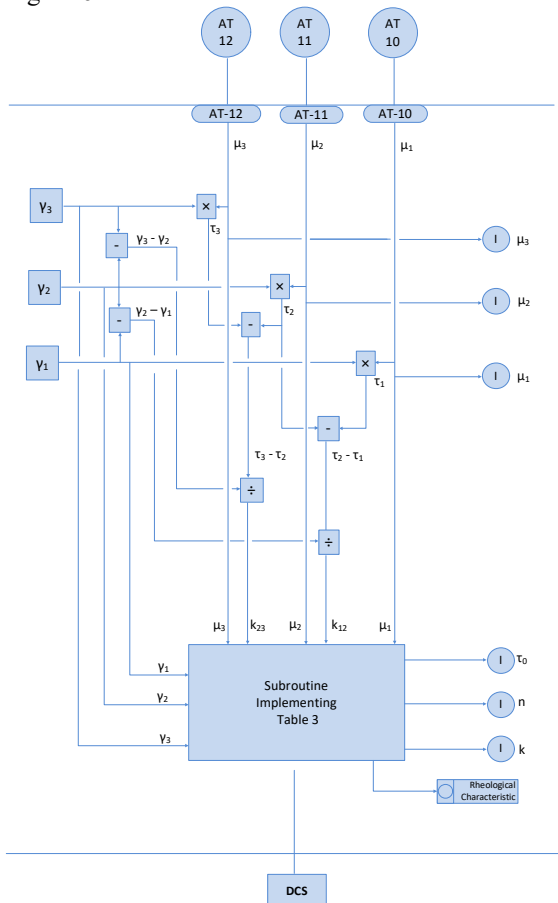 AT
12
AT
11
AT
10
AT-12
AT-11
AT-10
μ3
μ2
μ1
γ3
×
τ3
-
γ3 - γ2
I
μ3
γ2
×
τ2
-
γ2 – γ1
-
I
μ2
γ1
×
τ1
I
μ1
-
τ3 - τ2
τ2 - τ1
÷
÷
μ3
k23
μ2
k12
μ1
γ1
γ2
γ3
Subroutine
Implementing
Table 3
I
τ0
I
n
I
k
Rheological
Characteristic
DCS